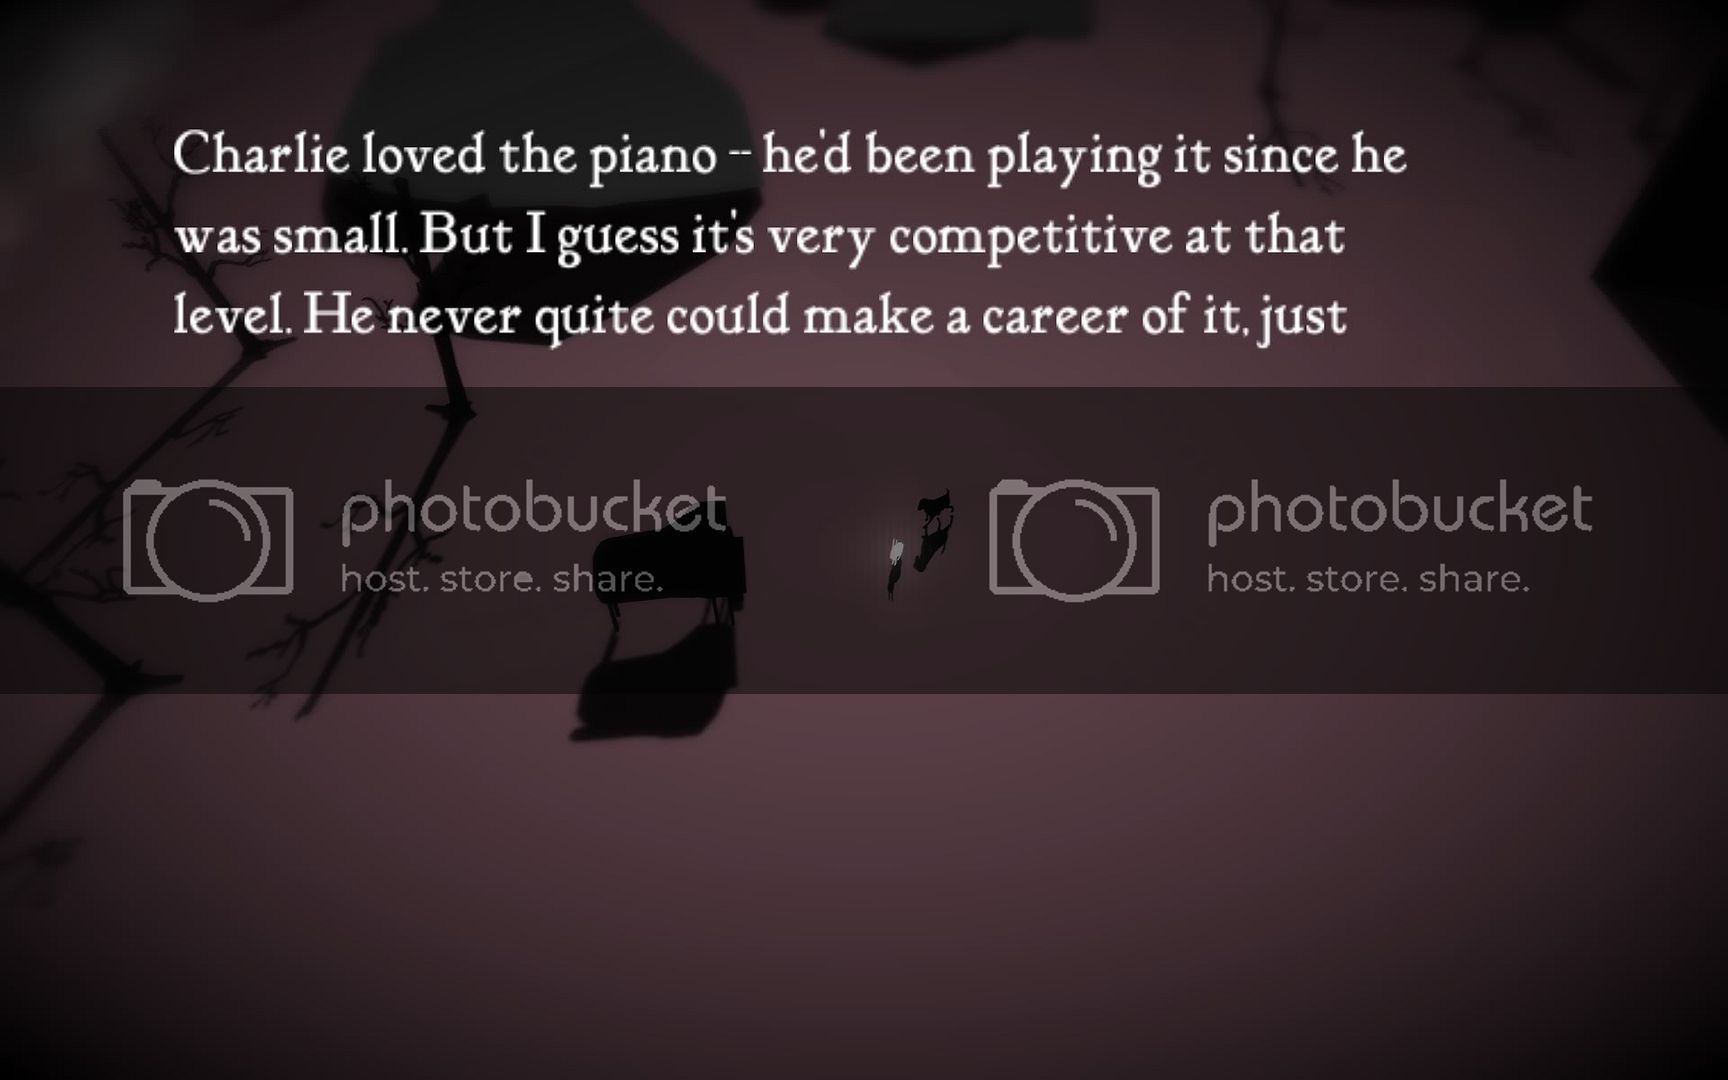 Charlie loved the piano -- he'd been playing it since he
was small. But I guess it's very competitive at that
level. He never quite could make a career of it, just
photobucket
host. store. share.
photobucket
host. store. share.